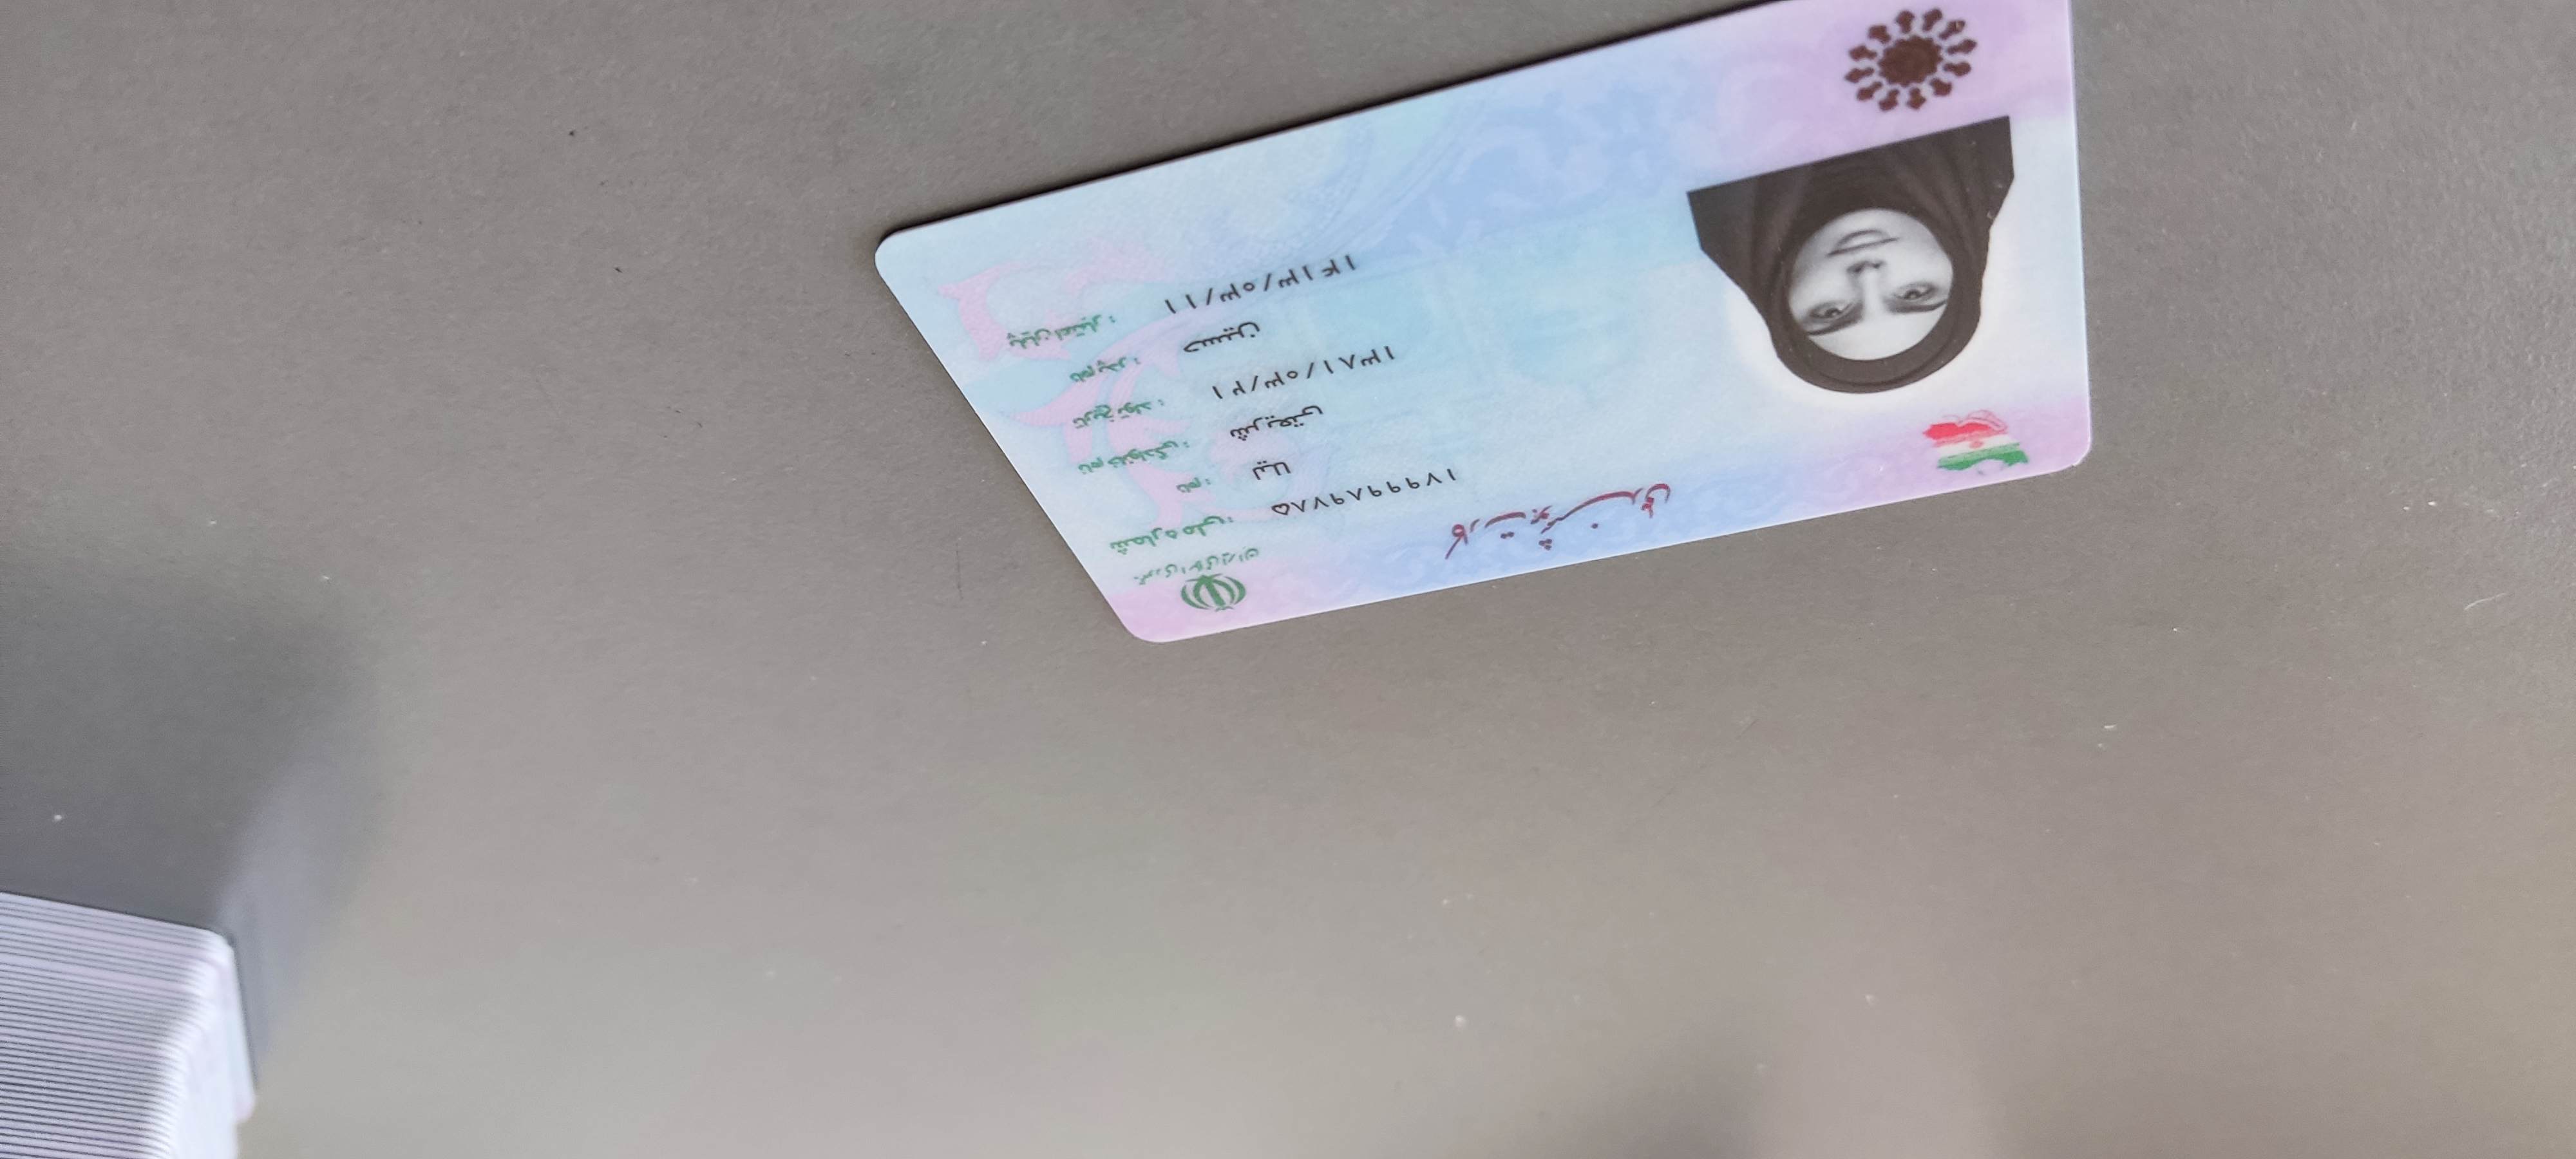 جمهوری اسلامی ایران
کارت هوشمند ملی
شماره ملی: ۱۷۹۹۹۸۹۷۸۵
نام: لیلا
نام خانوادگی: شریعتی
تاریخ تولد: ۱۳۸۱/۰۳/۲۱
نام پدر: حسین
پایان اعتبار: ۱۴۱۳/۰۳/۱۱